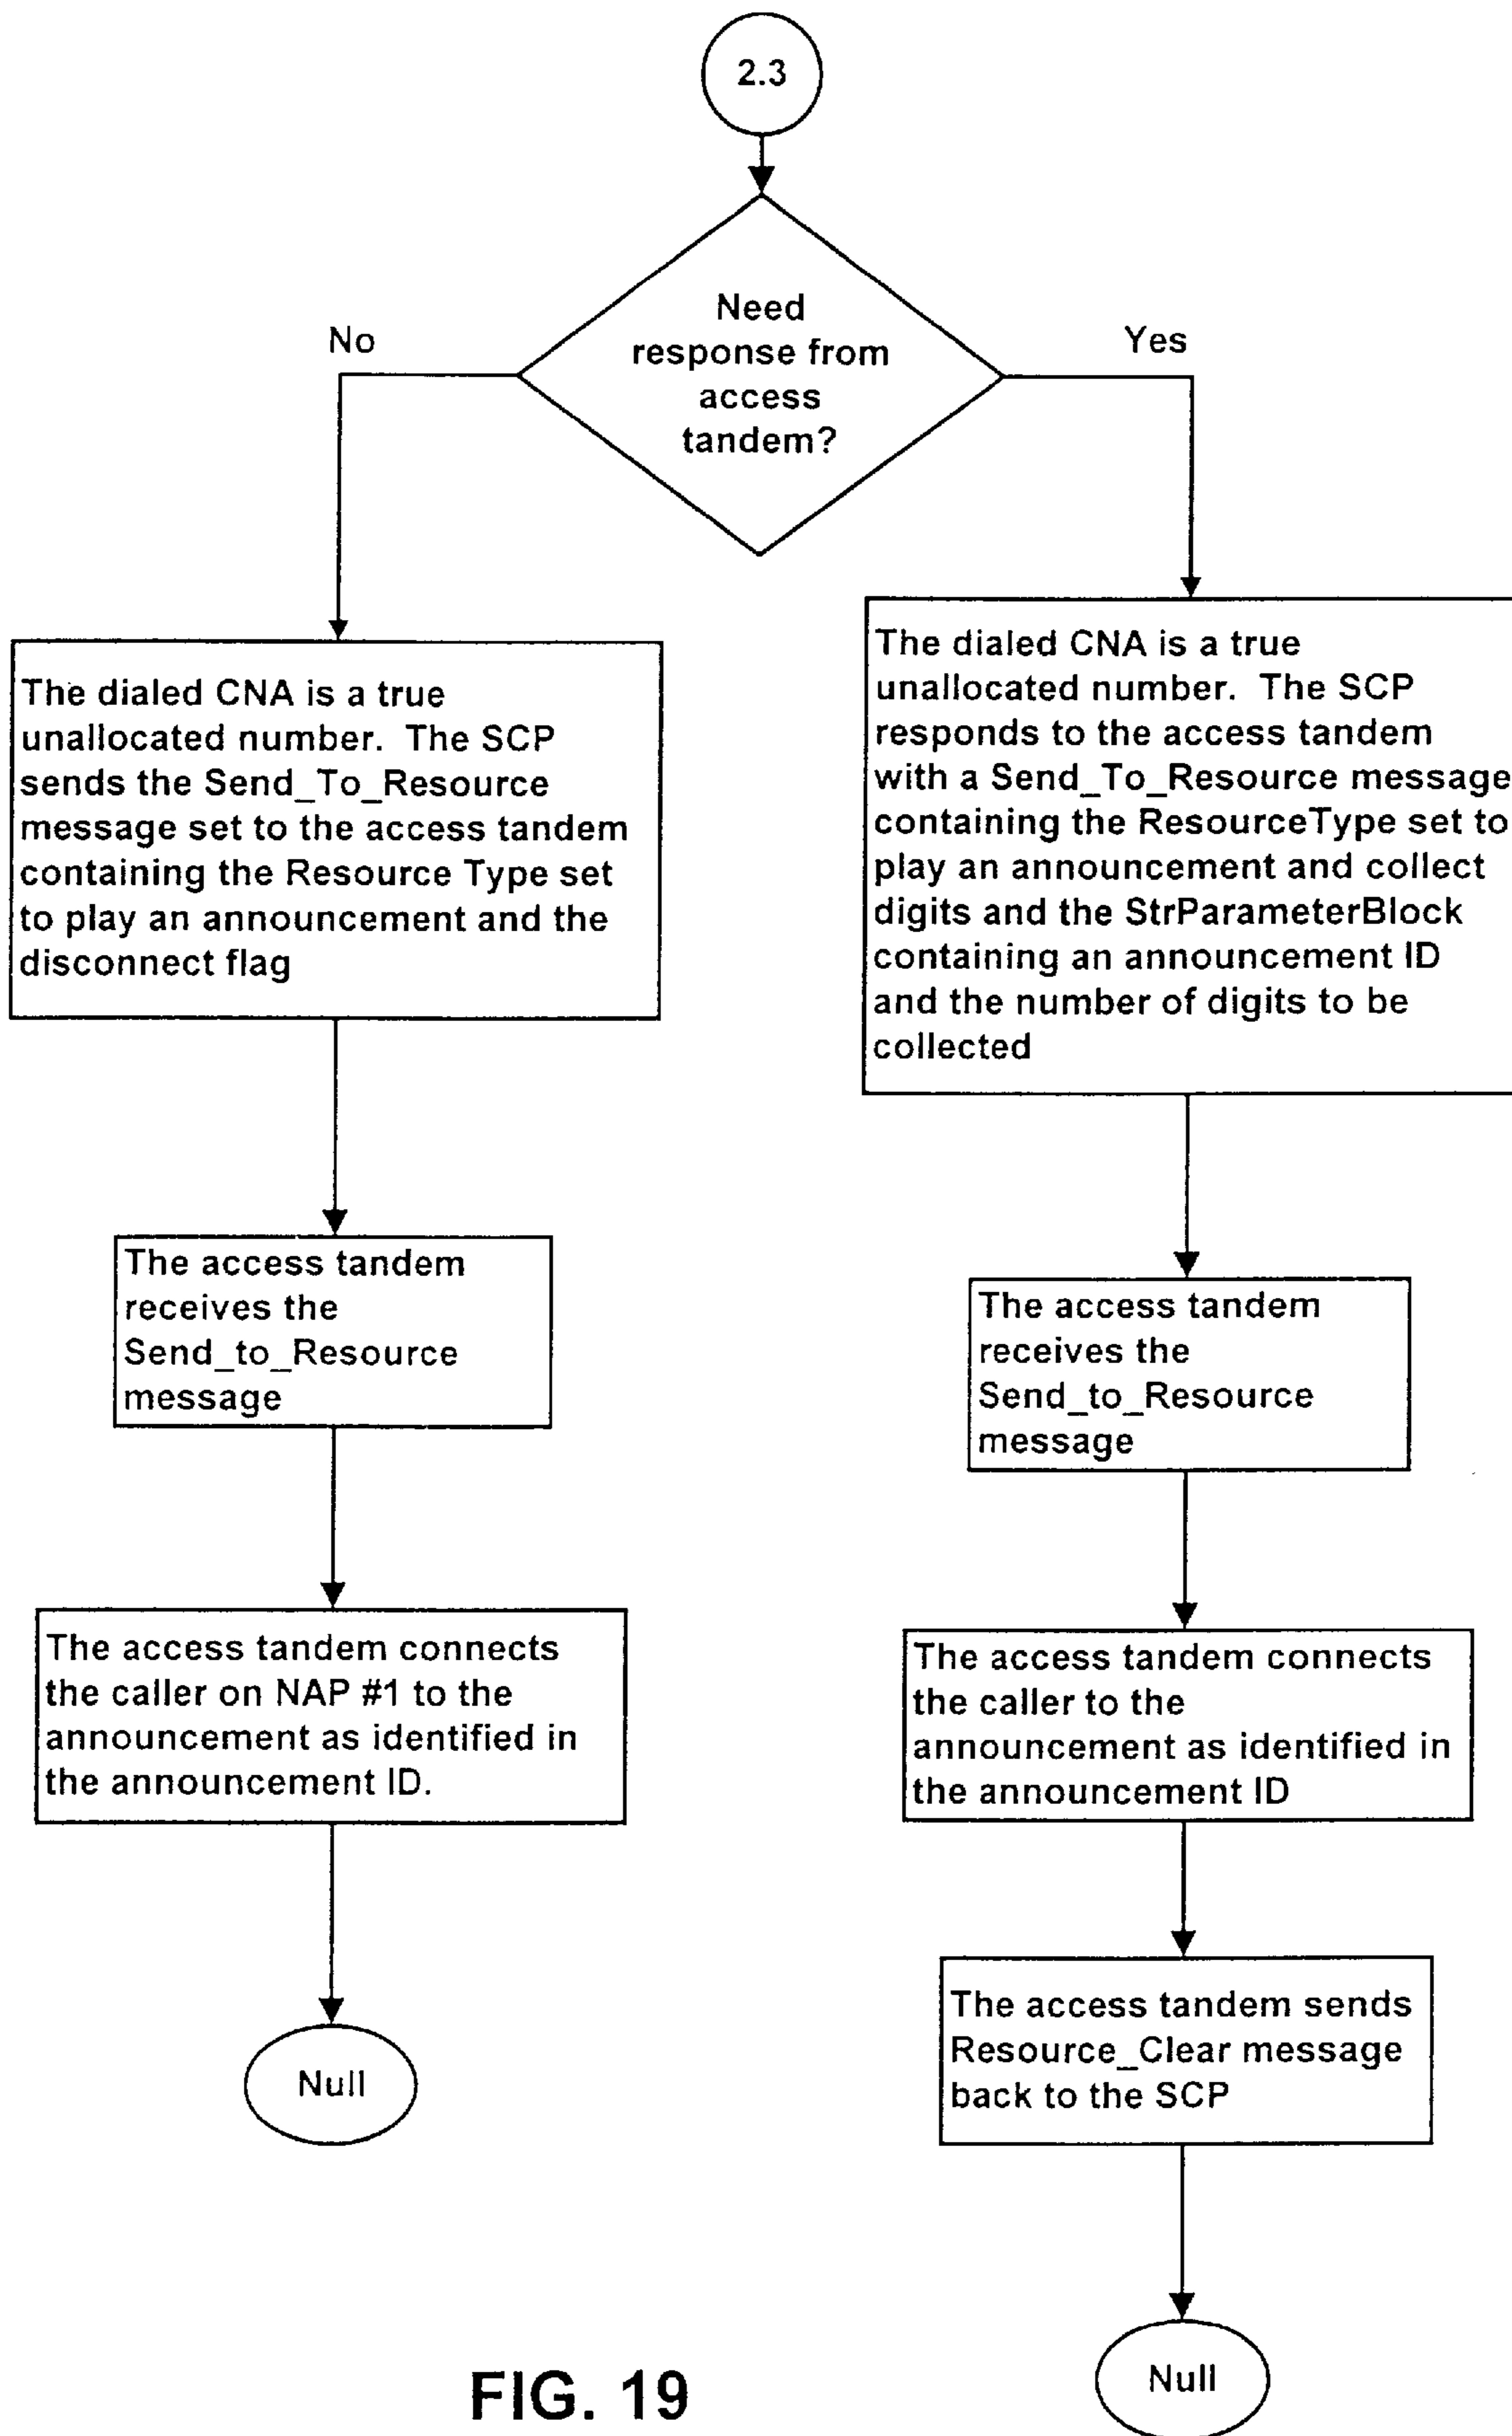 2.3
Need
response from
access
tandem?
No
Yes
The dialed CNA is a true
unallocated number. The SCP
sends the Send_To_Resource
message set to the access tandem
containing the Resource Type set
to play an announcement and the
disconnect flag
The access tandem
receives the
Send_to_Resource
message
The access tandem connects
the caller on NAP #1 to the
announcement as identified in
the announcement ID.
Null
The dialed CNA is a true
unallocated number. The SCP
responds to the access tandem
with a Send_To_Resource message
containing the ResourceType set to
play an announcement and collect
digits and the StrParameterBlock
containing an announcement ID
and the number of digits to be
collected
The access tandem
receives the
Send_to_Resource
message
The access tandem connects
the caller to the
announcement as identified in
the announcement ID
The access tandem sends
Resource_Clear message
back to the SCP
Null
FIG. 19